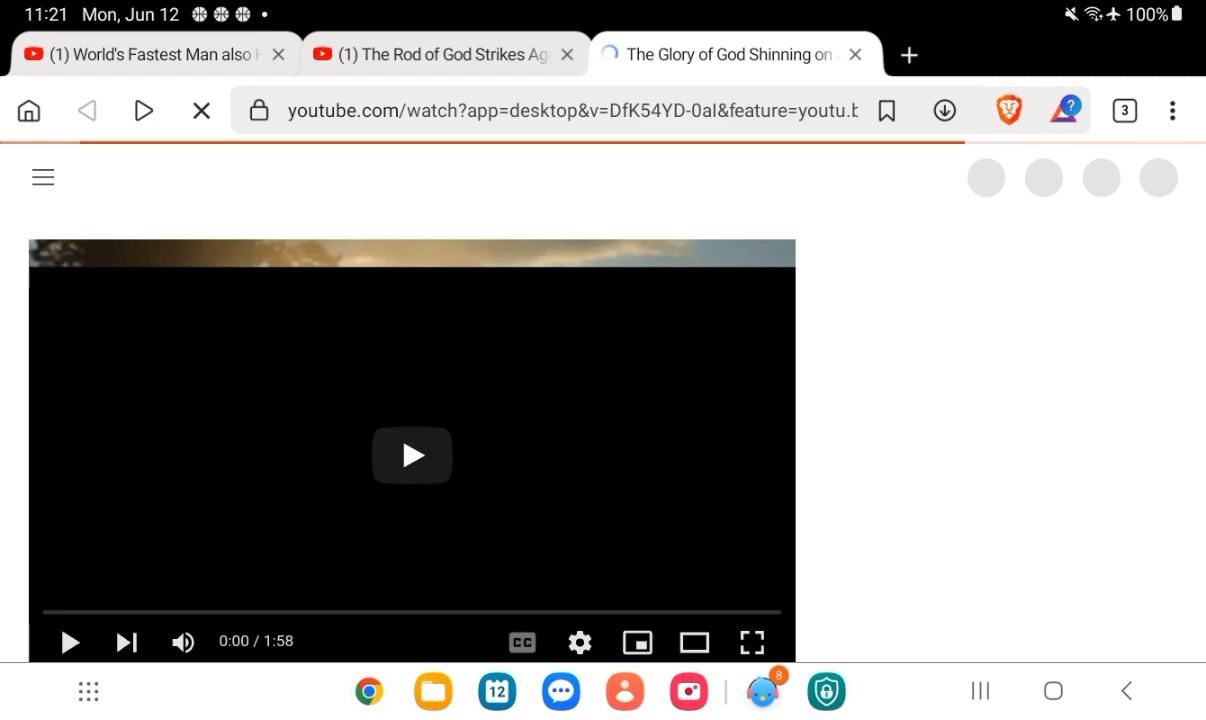 11:21 Mon, Jun 12 100%
(1) World's Fastest Man also (1) The Rod of God Strikes Ag The Glory of God Shinning on
youtube.com/watch?app=desktop&v=DfK54YD-0aI&feature=youtu.b ? 3
0:00 / 1:58 CC
12 8